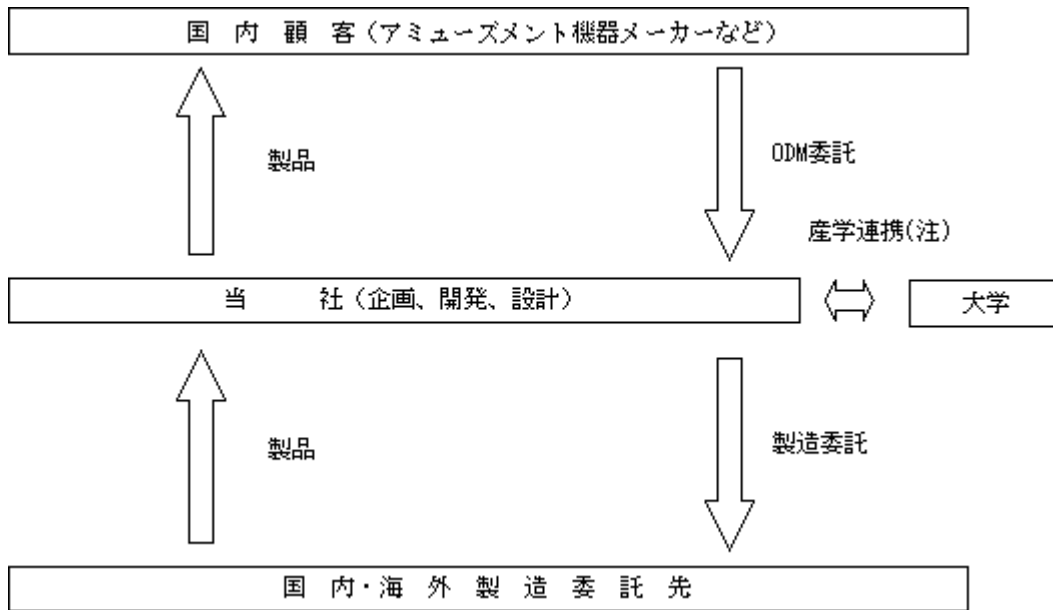 国内顧客(アミューズメント機器メーカーなど)
製品
ODM委託
産学連携(注)
当社(企画、開発、設計)
大学
製品
製造委託
国内・海外製造委託先